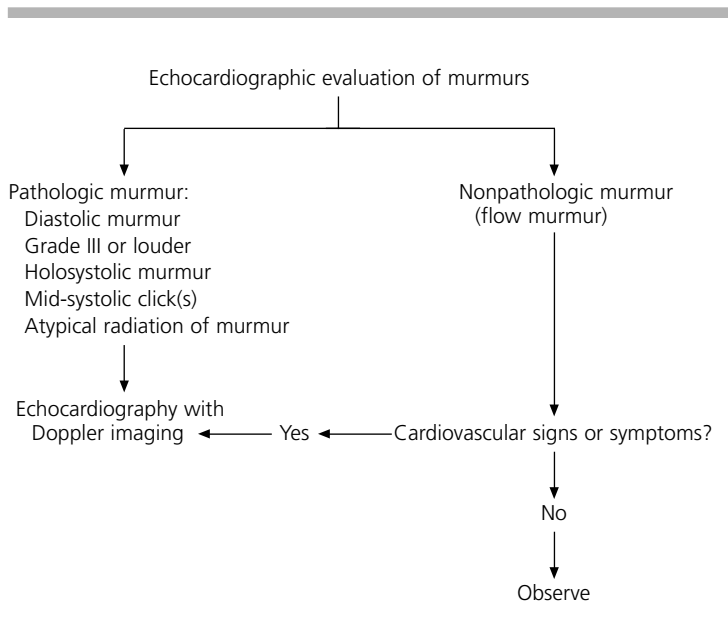 Echocardiographic evaluation of murmurs
Pathologic murmur:
Diastolic murmur
Grade III or louder
Holosystolic murmur
Mid-systolic click(s)
Atypical radiation of murmur
Nonpathologic murmur
(flow murmur)
Echocardiography with
Doppler imaging
Yes
Cardiovascular signs or symptoms?
No
Observe